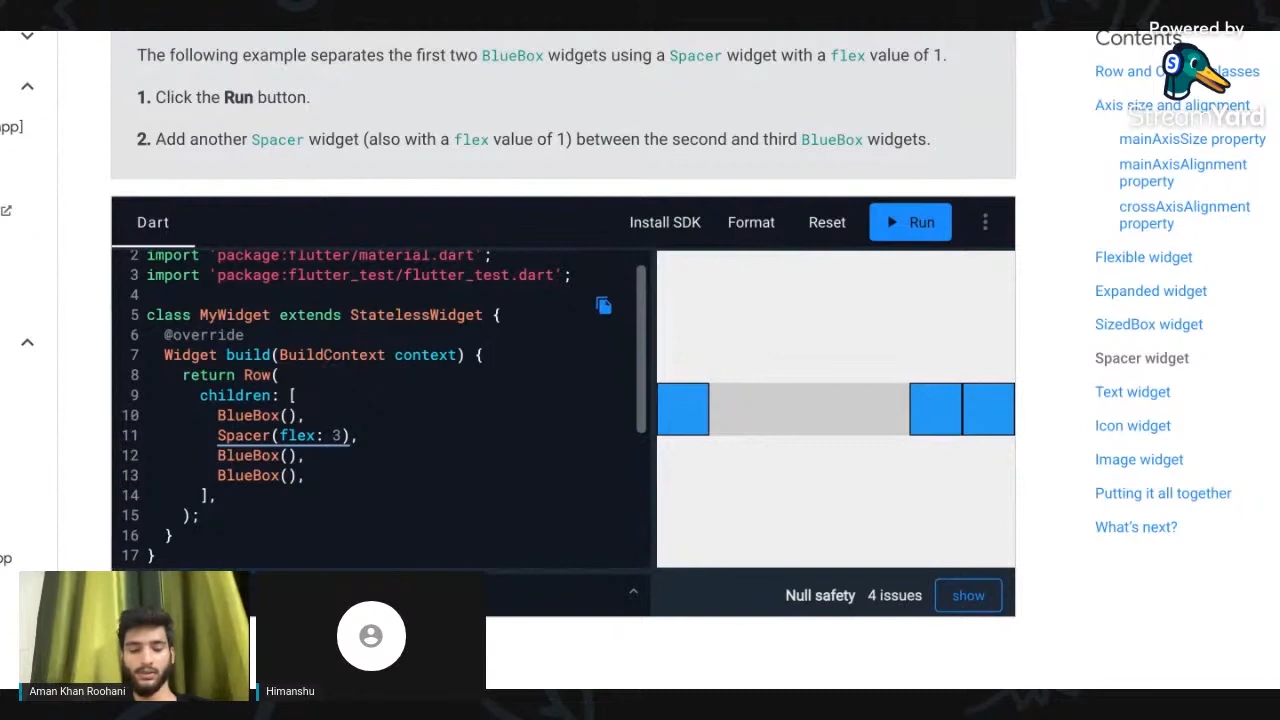 Powered by
StreamYard
app]
pp
The following example separates the first two BlueBox widgets using a Spacer widget with a flex value of 1.
1. Click the Run button.
2. Add another Spacer widget (also with a flex value of 1) between the second and third BlueBox widgets.
Dart
Install SDK
Format
Reset
Run
2 import 'package:flutter/material.dart';
3 import 'package:flutter_test/flutter_test.dart';
4
5 class MyWidget extends StatelessWidget {
6 @override
7 Widget build(BuildContext context) {
8 return Row(
9 children: [
10 BlueBox(),
11 Spacer(flex: 3),
12 BlueBox(),
13 BlueBox(),
14 ],
15 );
16 }
17 }
Null safety
4 issues
show
Contents
Row and C classes
Axis size and alignment
mainAxisSize property
mainAxisAlignment
property
crossAxisAlignment
property
Flexible widget
Expanded widget
SizedBox widget
Spacer widget
Text widget
Icon widget
Image widget
Putting it all together
What's next?
Aman Khan Roohani
Himanshu